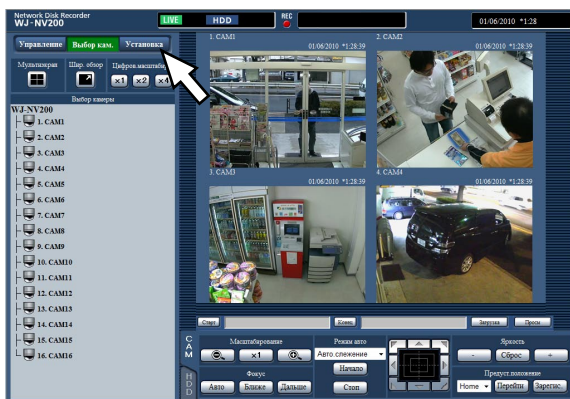 Network Disk Recorder
WJ-NV200
LIVE
HDD
REC
01/06/2010 *1:28
Управление
Выбор кам.
Установка
Мультиэкран
Шир. обзор
Цифров.масштабир
x1
x2
x4
Выбор камеры
WJ-NV200
1. CAM1
2. CAM2
3. CAM3
4. CAM4
5. CAM5
6. CAM6
7. CAM7
8. CAM8
9. CAM9
10. CAM10
11. CAM11
12. CAM12
13. CAM13
14. CAM14
15. CAM15
16. CAM16
1. CAM1
01/06/2010 *1:28:39
2. CAM2
01/06/2010 *1:28:39
3. CAM3
01/06/2010 *1:28:39
4. CAM4
01/06/2010 *1:28:39
Старт
Конец
Загрузка
Просм
CAM
HDD
Масштабирование
x1
Фокус
Авто
Ближе
Дальше
Режим авто
Авто.слежение
Начало
Стоп
Яркость
-
Сброс
+
Предуст.положение
Home
Перейти
Зарегис.